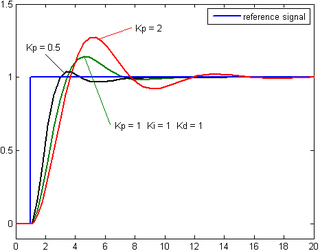 1.5
reference signal
Kp = 2
Kp = 0.5
1
Kp = 1 Ki = 1 Kd = 1
0.5
0
0 2 4 6 8 10 12 14 16 18 20